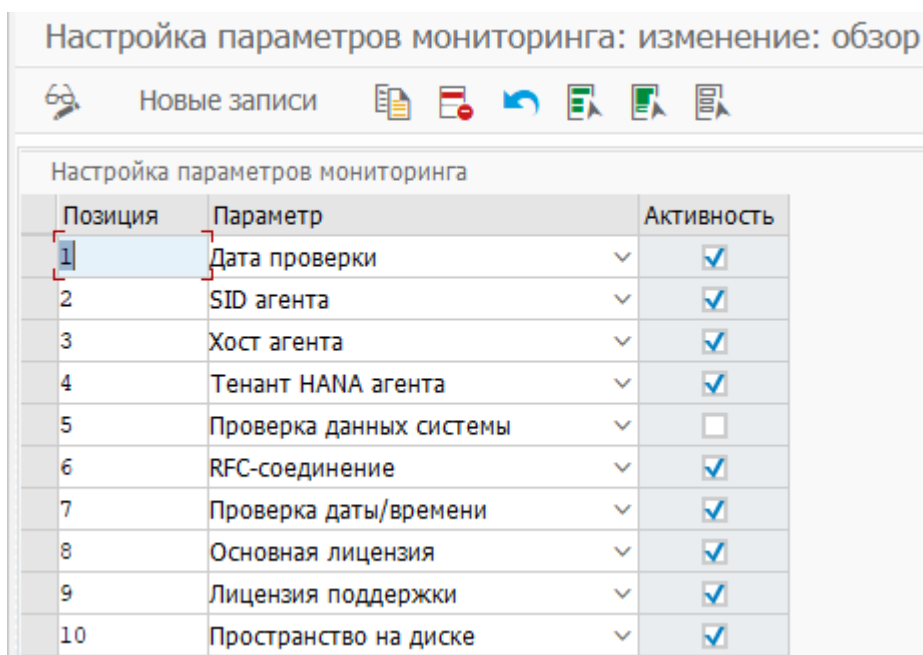 Настройка параметров мониторинга: изменение: обзор
Новые записи
Настройка параметров мониторинга
Позиция Параметр Активность
1 Дата проверки
2 SID агента
3 Хост агента
4 Тенант HANA агента
5 Проверка данных системы
6 RFC-соединение
7 Проверка даты/времени
8 Основная лицензия
9 Лицензия поддержки
10 Пространство на диске